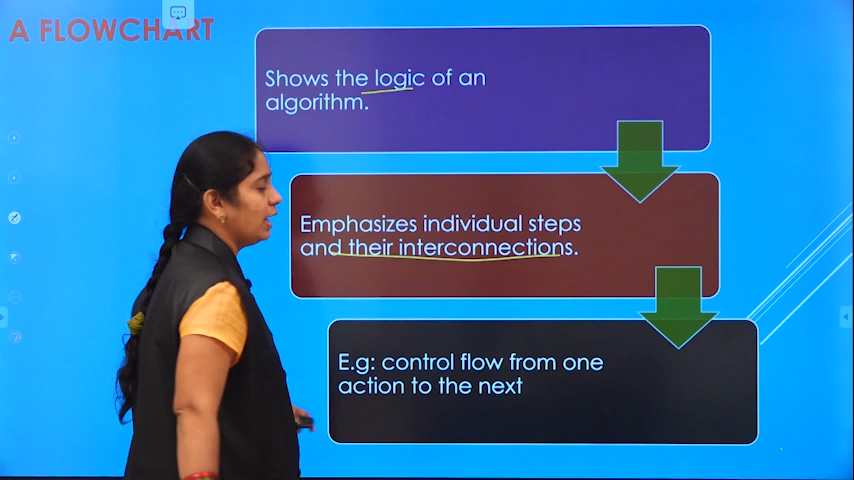 A FLOWCHART
Shows the logic of an
algorithm.
Emphasizes individual steps
and their interconnections.
E.g: control flow from one
action to the next